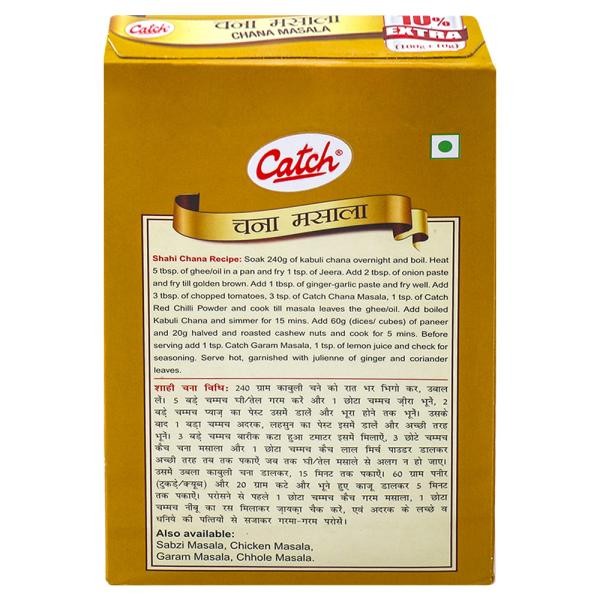 Catch®
चना मसाला
CHANA MASALA
10%
EXTRA
(100g + 10g)
Catch®
चना मसाला
Shahi Chana Recipe: Soak 240g of kabuli chana overnight and boil. Heat
5 tbsp. of ghee/oil in a pan and fry 1 tsp. of Jeera. Add 2 tbsp. of onion paste
and fry till golden brown. Add 1 tbsp. of ginger-garlic paste and fry well. Add
3 tbsp. of chopped tomatoes, 3 tsp. of Catch Chana Masala, 1 tsp. of Catch
Red Chilli Powder and cook till masala leaves the ghee/oil. Add boiled
Kabuli Chana and simmer for 15 mins. Add 60g (dices/ cubes) of paneer
and 20g halved and roasted cashew nuts and cook for 5 mins. Before
serving add 1 tsp. Catch Garam Masala, 1 tsp. of lemon juice and check for
seasoning. Serve hot, garnished with julienne of ginger and coriander
leaves.
शाही चना विधि: 240 ग्राम काबुली चने को रात भर भिगो कर, उबाल
लें। 5 बड़े चम्मच घी/तेल गरम करें और 1 छोटा चम्मच ज़ीरा भूनें, 2
बड़े चम्मच प्याज़ का पेस्ट उसमें डालें और भूरा होने तक भूनें। उसके
बाद 1 बड़ा चम्मच अदरक, लहसुन का पेस्ट इसमें डालें और अच्छी तरह
भूनें। 3 बड़े चम्मच बारीक कटा हुआ टमाटर इसमें मिलाएँ, 3 छोटे चम्मच
कैच चना मसाला और 1 छोटा चम्मच कैच लाल मिर्च पाउडर डालकर
अच्छी तरह तब तक पकाएँ जब तक घी/तेल मसाले से अलग न हो जाए।
उसमें उबला काबुली चना डालकर, 15 मिनट तक पकाएँ। 60 ग्राम पनीर
(टुकड़े/क्यूब) और 20 ग्राम कटे और भूने हुए काजू डालकर 5 मिनट
तक पकाएँ। परोसने से पहले 1 छोटा चम्मच कैच गरम मसाला, 1 छोटा
चम्मच नींबू का रस मिलाकर ज़ायका चैक करें, एवं अदरक के लच्छे व
धनिये की पत्तियों से सजाकर गरमा-गरम परोसें।
Also available:
Sabzi Masala, Chicken Masala,
Garam Masala, Chhole Masala.